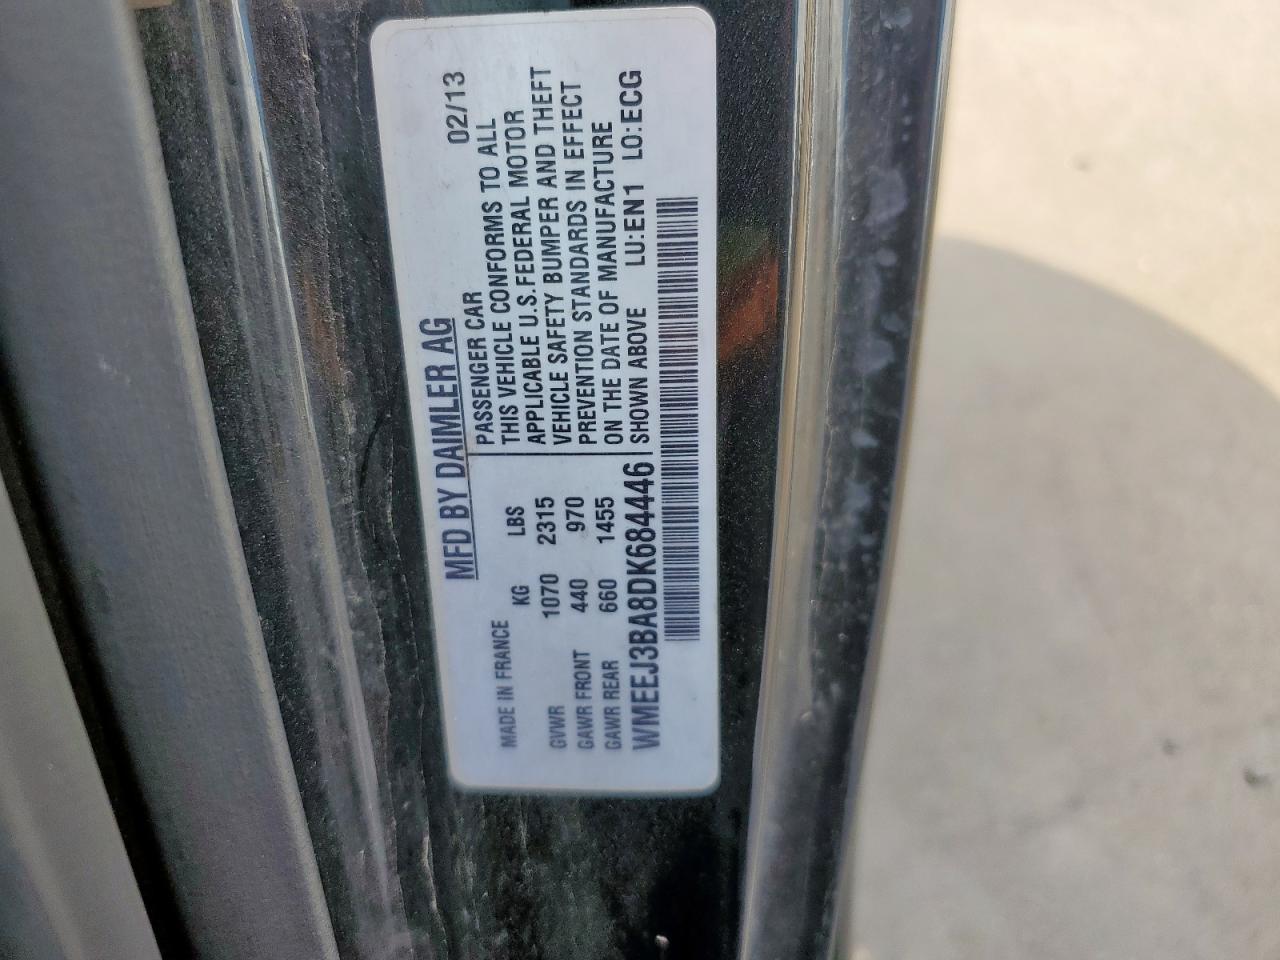 MFD BY DAIMLER AG 02/13
MADE IN FRANCE KG LBS
GVWR 1070 2315
GAWR FRONT 440 970
GAWR REAR 660 1455
PASSENGER CAR
THIS VEHICLE CONFORMS TO ALL
APPLICABLE U.S. FEDERAL MOTOR
VEHICLE SAFETY BUMPER AND THEFT
PREVENTION STANDARDS IN EFFECT
ON THE DATE OF MANUFACTURE
SHOWN ABOVE LU:EN1 LO:ECG
WMEEJ3BA8DK684446